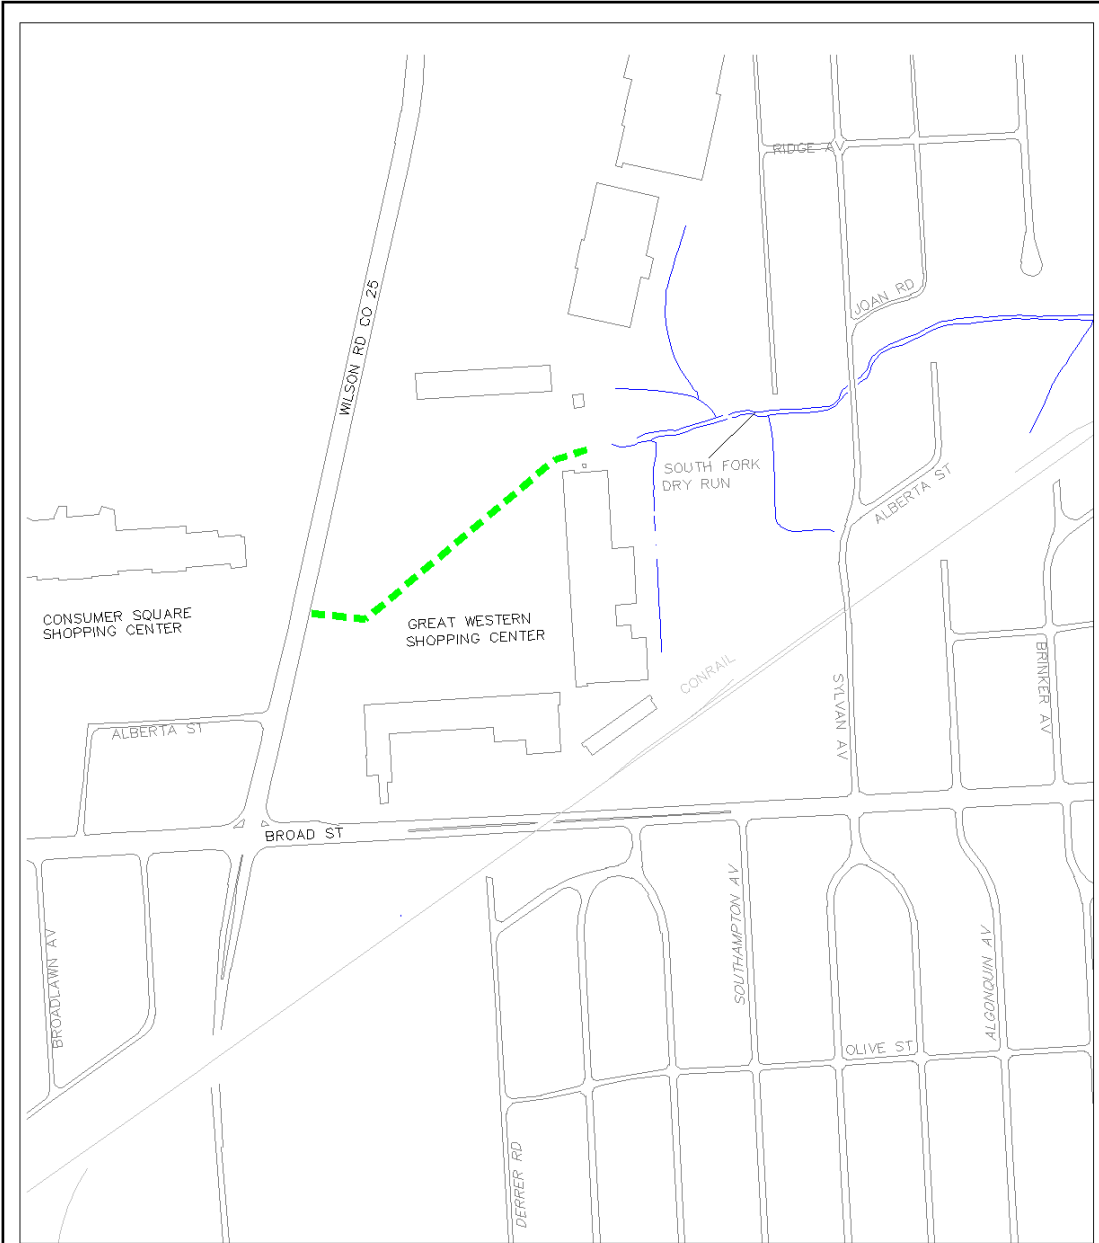 RIDGE AV
JOAN RD
WILSON RD CO 25
SOUTH FORK
DRY RUN
ALBERTA ST
CONSUMER SQUARE
SHOPPING CENTER
GREAT WESTERN
SHOPPING CENTER
CONRAIL
SYLVAN AV
BRINKER AV
ALBERTA ST
BROAD ST
SOUTHAMPTON AV
BROADLAWN AV
ALGONQUIN AV
OLIVE ST
DERRER RD